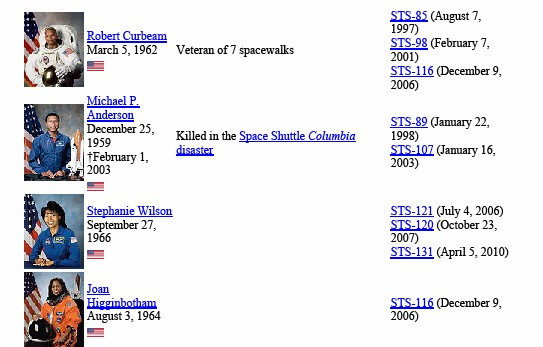 Robert Curbeam
March 5, 1962
Veteran of 7 spacewalks
STS-85 (August 7,
1997)
STS-98 (February 7,
2001)
STS-116 (December 9,
2006)
Michael P.
Anderson
December 25,
1959
†February 1,
2003
Killed in the Space Shuttle Columbia
disaster
STS-89 (January 22,
1998)
STS-107 (January 16,
2003)
Stephanie Wilson
September 27,
1966
STS-121 (July 4, 2006)
STS-120 (October 23,
2007)
STS-131 (April 5, 2010)
Joan
Higginbotham
August 3, 1964
STS-116 (December 9,
2006)